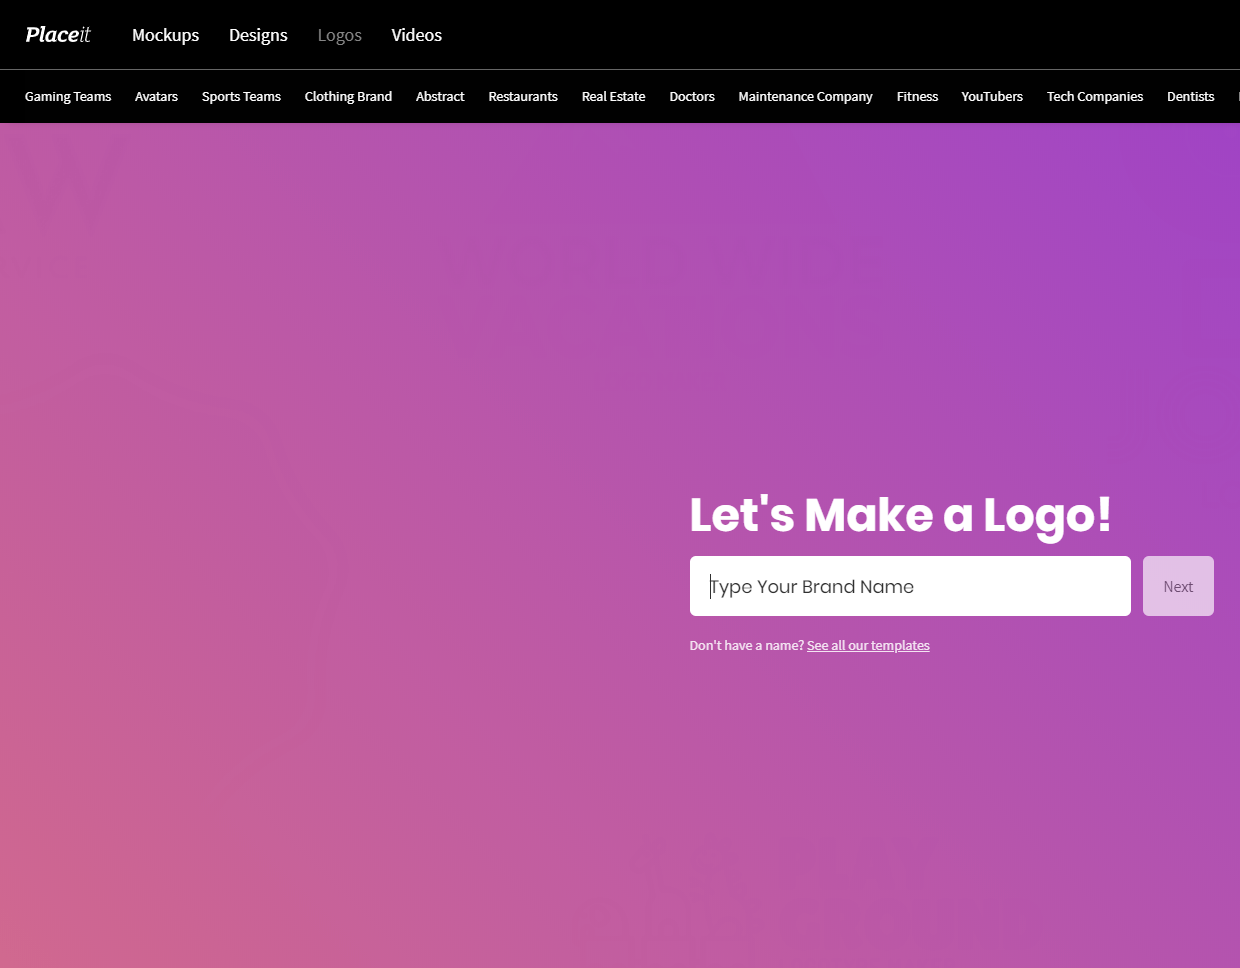 Placeit Mockups Designs Logos Videos
Gaming Teams Avatars Sports Teams Clothing Brand Abstract Restaurants Real Estate Doctors Maintenance Company Fitness YouTubers Tech Companies Dentists
Let's Make a Logo!
Type Your Brand Name Next
Don't have a name? See all our templates